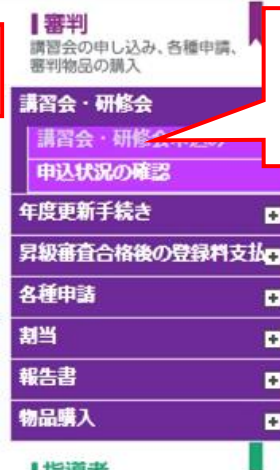 審判
講習会の申し込み、各種申請、
審判物品の購入
講習会・研修会
講習会・研修会申込み
申込状況の確認
年度更新手続き
昇級審査合格後の登録料支払
各種申請
割当
報告書
物品購入
指導者